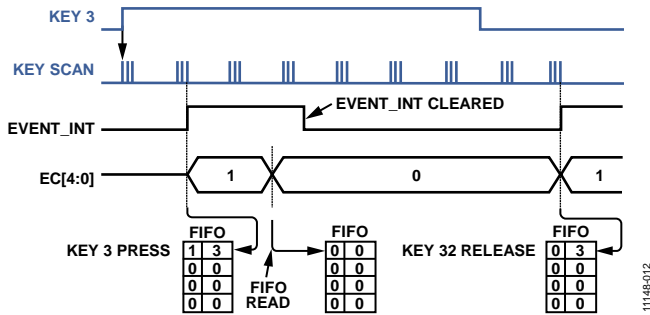 KEY 3
KEY SCAN
EVENT_INT CLEARED
EVENT_INT
EC[4:0]
1
0
1
FIFO
FIFO
FIFO
KEY 3 PRESS
1 3
0 0
0 0
0 0
FIFO
READ
0 0
0 0
0 0
0 0
KEY 32 RELEASE
0 3
0 0
0 0
0 0
11148-012